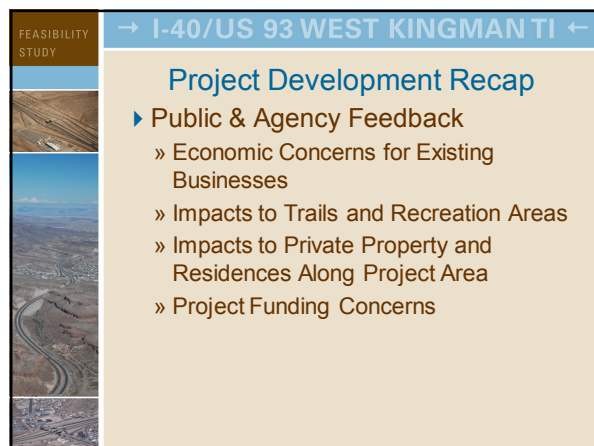 FEASIBILITY
STUDY
→ I-40/US 93 WEST KINGMAN TI ←
Project Development Recap
Public & Agency Feedback
» Economic Concerns for Existing
Businesses
» Impacts to Trails and Recreation Areas
» Impacts to Private Property and
Residences Along Project Area
» Project Funding Concerns